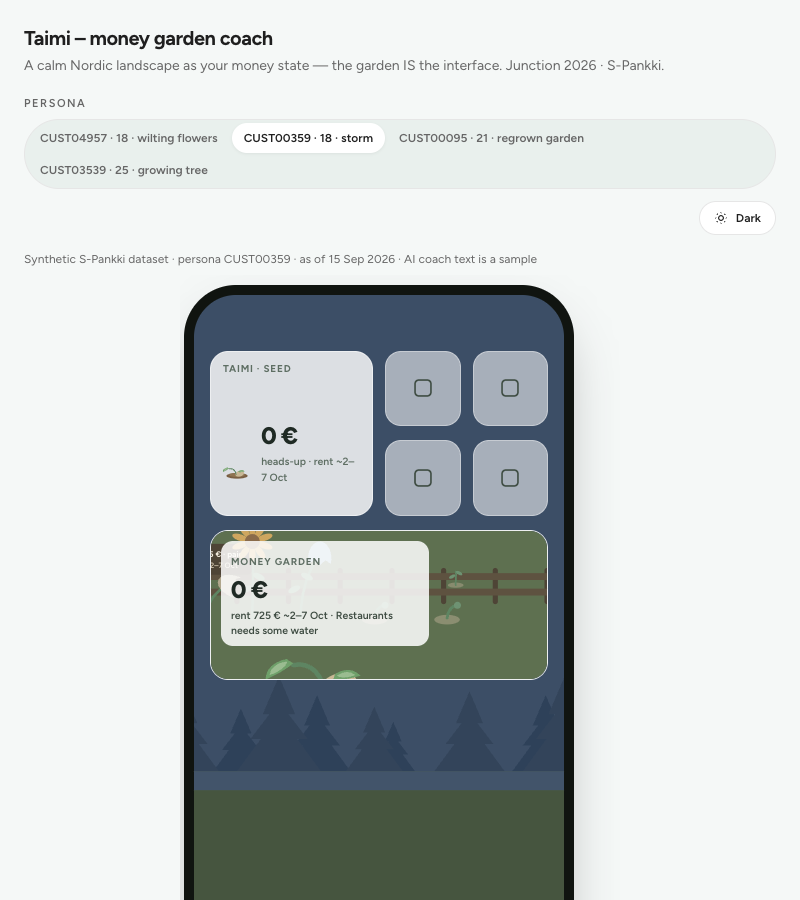 Taimi – money garden coach
A calm Nordic landscape as your money state — the garden IS the interface. Junction 2026 · S-Pankki.
PERSONA
CUST04957 · 18 · wilting flowers
CUST00359 · 18 · storm
CUST00095 · 21 · regrown garden
CUST03539 · 25 · growing tree
Dark
Synthetic S-Pankki dataset · persona CUST00359 · as of 15 Sep 2026 · AI coach text is a sample
TAIMI · SEED
0 €
heads-up · rent ~2–
7 Oct
MONEY GARDEN
0 €
rent 725 € ~2–7 Oct · Restaurants
needs some water